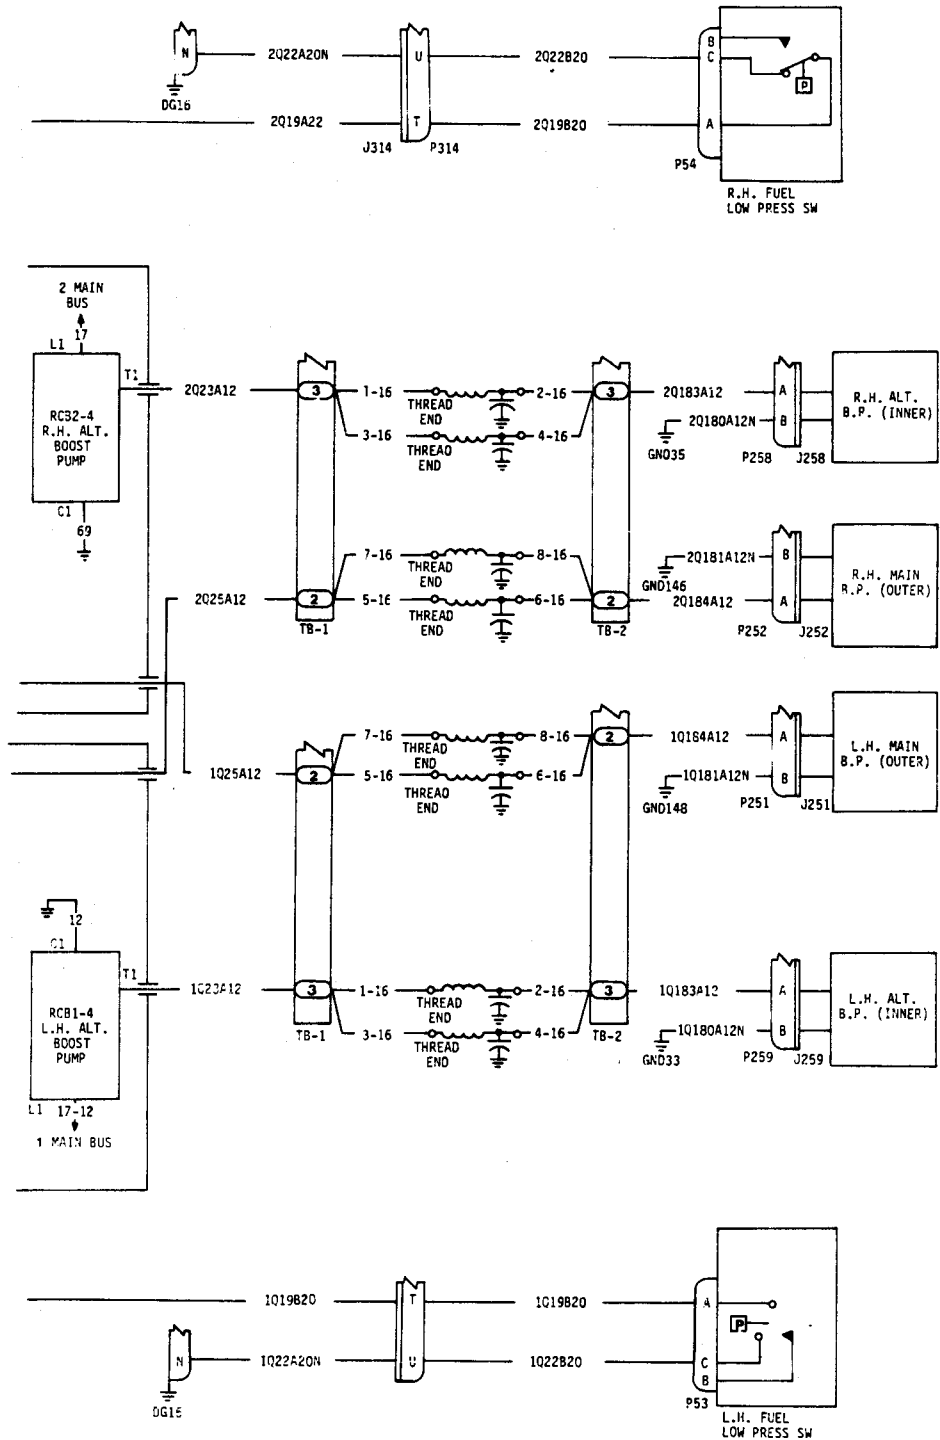 B
N 2Q22A20N U 2Q22B20 C
P
DG16
2Q19A22 T 2Q19B20 A
J314 P314
P54
R.H. FUEL
LOW PRESS SW
2 MAIN
BUS
17
L1
T1
RCB2-4
R.H. ALT.
BOOST
PUMP
C1
69
2Q23A12 3 1-16 2-16 3 2Q183A12 A
THREAD
END
3-16 4-16 2Q180A12N B
THREAD
END
GND35
P258 J258
R.H. ALT.
B.P. (INNER)
7-16 8-16 2Q181A12N B
THREAD
END
GND146
2Q25A12 2 5-16 6-16 2 2Q184A12 A
THREAD
END
TB-1 TB-2 P252 J252
R.H. MAIN
B.P. (OUTER)
7-16 8-16 2 1Q184A12 A
THREAD
END
1Q25A12 2 5-16 6-16 1Q181A12N B
THREAD
END
GND148
P251 J251
L.H. MAIN
B.P. (OUTER)
12
C1
T1
RCB1-4
L.H. ALT.
BOOST
PUMP
L1 17-12
1 MAIN BUS
1Q23A12 3 1-16 2-16 3 1Q183A12 A
THREAD
END
TB-1 3-16 4-16 TB-2 1Q180A12N B
THREAD
END
GND33
P259 J259
L.H. ALT.
B.P. (INNER)
1Q19B20 T 1Q19B20 A
P
N 1Q22A20N U 1Q22B20 C
B
DG15
P53
L.H. FUEL
LOW PRESS SW